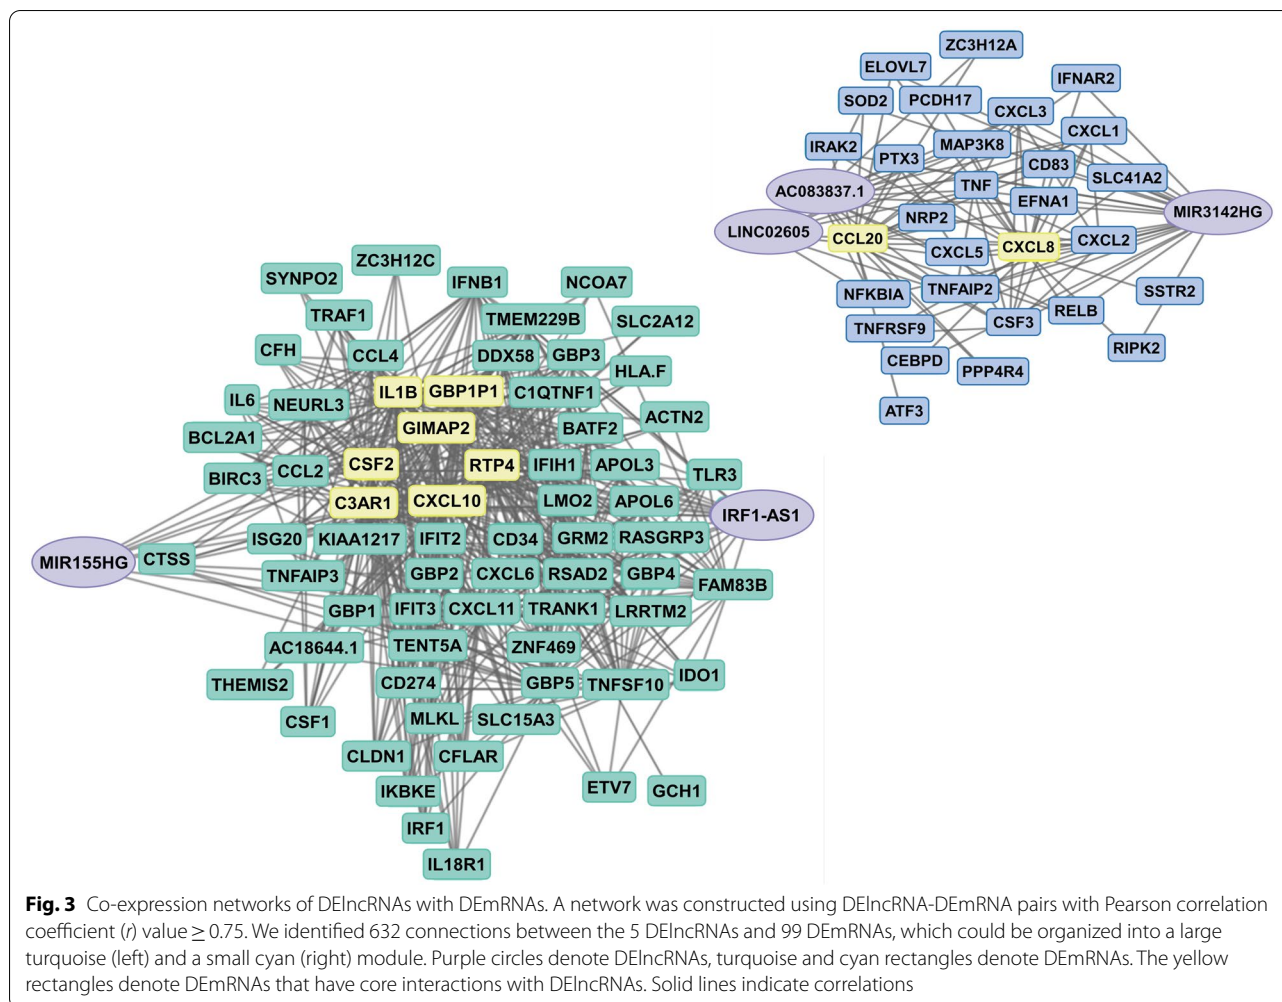 ZC3H12A
ELOVL7
IFNAR2
SOD2
PCDH17
CXCL3
CXCL1
IRAK2
MAP3K8
PTX3
CD83
SLC41A2
AC083837.1
TNF
EFNA1
MIR3142HG
LINC02605
NRP2
CCL20
CXCL8
CXCL2
CXCL5
NFKBIA
TNFAIP2
SSTR2
RELB
TNFRSF9
CSF3
RIPK2
CEBPD
PPP4R4
ATF3
ZC3H12C
SYNPO2
IFNB1
NCOA7
TRAF1
TMEM229B
SLC2A12
CFH
CCL4
DDX58
GBP3
HLA.F
IL1B
GBP1P1
C1QTNF1
IL6
NEURL3
ACTN2
GIMAP2
BATF2
BCL2A1
CSF2
RTP4
IFIH1
APOL3
BIRC3
CCL2
TLR3
C3AR1
CXCL10
LMO2
APOL6
IRF1-AS1
ISG20
KIAA1217
IFIT2
CD34
GRM2
RASGRP3
MIR155HG
CTSS
TNFAIP3
GBP2
CXCL6
RSAD2
GBP4
FAM83B
GBP1
IFIT3
CXCL11
TRANK1
LRRTM2
AC18644.1
TENT5A
ZNF469
THEMIS2
CD274
GBP5
TNFSF10
IDO1
CSF1
MLKL
SLC15A3
CLDN1
CFLAR
IKBKE
ETV7
GCH1
IRF1
IL18R1
Fig. 3 Co-expression networks of DElncRNAs with DEmRNAs. A network was constructed using DElncRNA-DEmRNA pairs with Pearson correlation
coefficient (r) value ≥ 0.75. We identified 632 connections between the 5 DElncRNAs and 99 DEmRNAs, which could be organized into a large
turquoise (left) and a small cyan (right) module. Purple circles denote DElncRNAs, turquoise and cyan rectangles denote DEmRNAs. The yellow
rectangles denote DEmRNAs that have core interactions with DElncRNAs. Solid lines indicate correlations